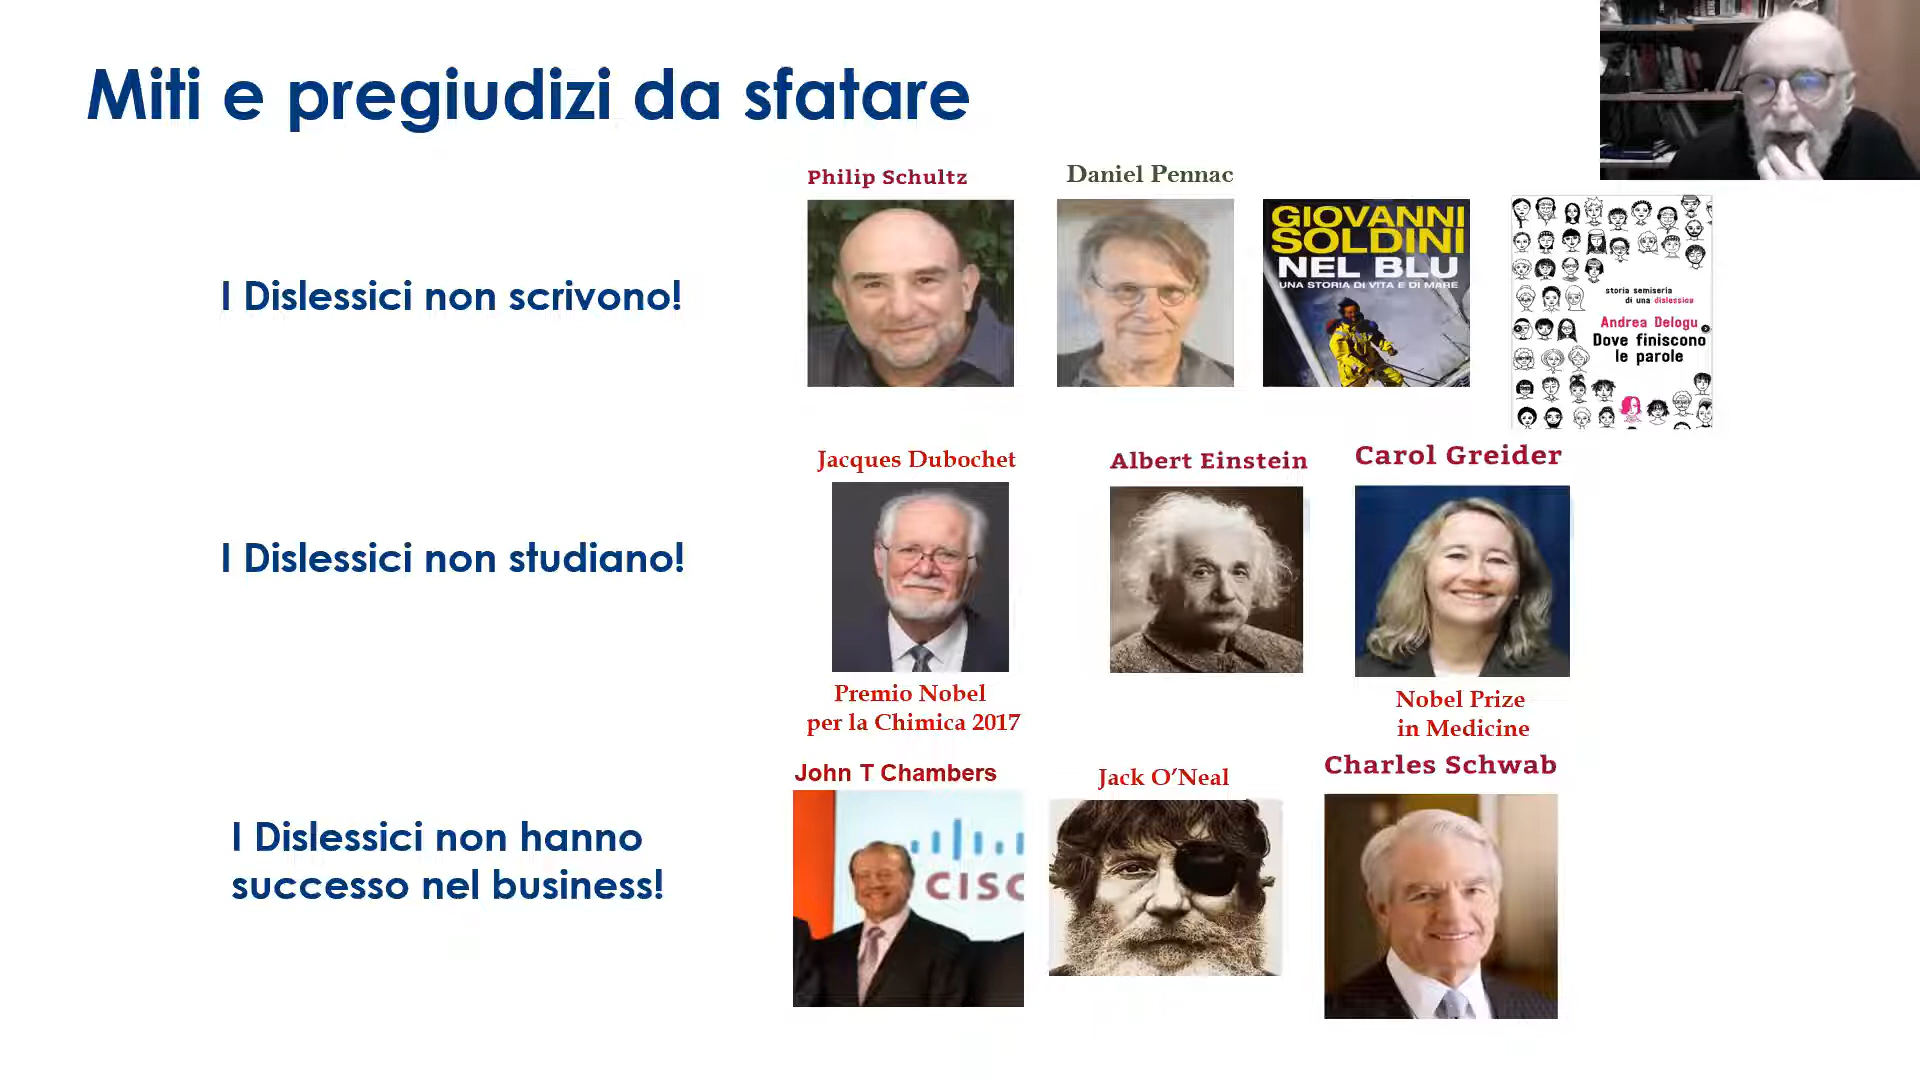 Miti e pregiudizi da sfatare
Philip Schultz
Daniel Pennac
I Dislessici non scrivono!
GIOVANNI
SOLDINI
NEL BLU
UNA STORIA DI VITA E DI MARE
storia semiseria
di una dislessica
Andrea Delogu
Dove finiscono
le parole
Jacques Dubochet
Albert Einstein
Carol Greider
I Dislessici non studiano!
Premio Nobel
per la Chimica 2017
Nobel Prize
in Medicine
John T Chambers
Jack O’Neal
Charles Schwab
I Dislessici non hanno
successo nel business!
CISC